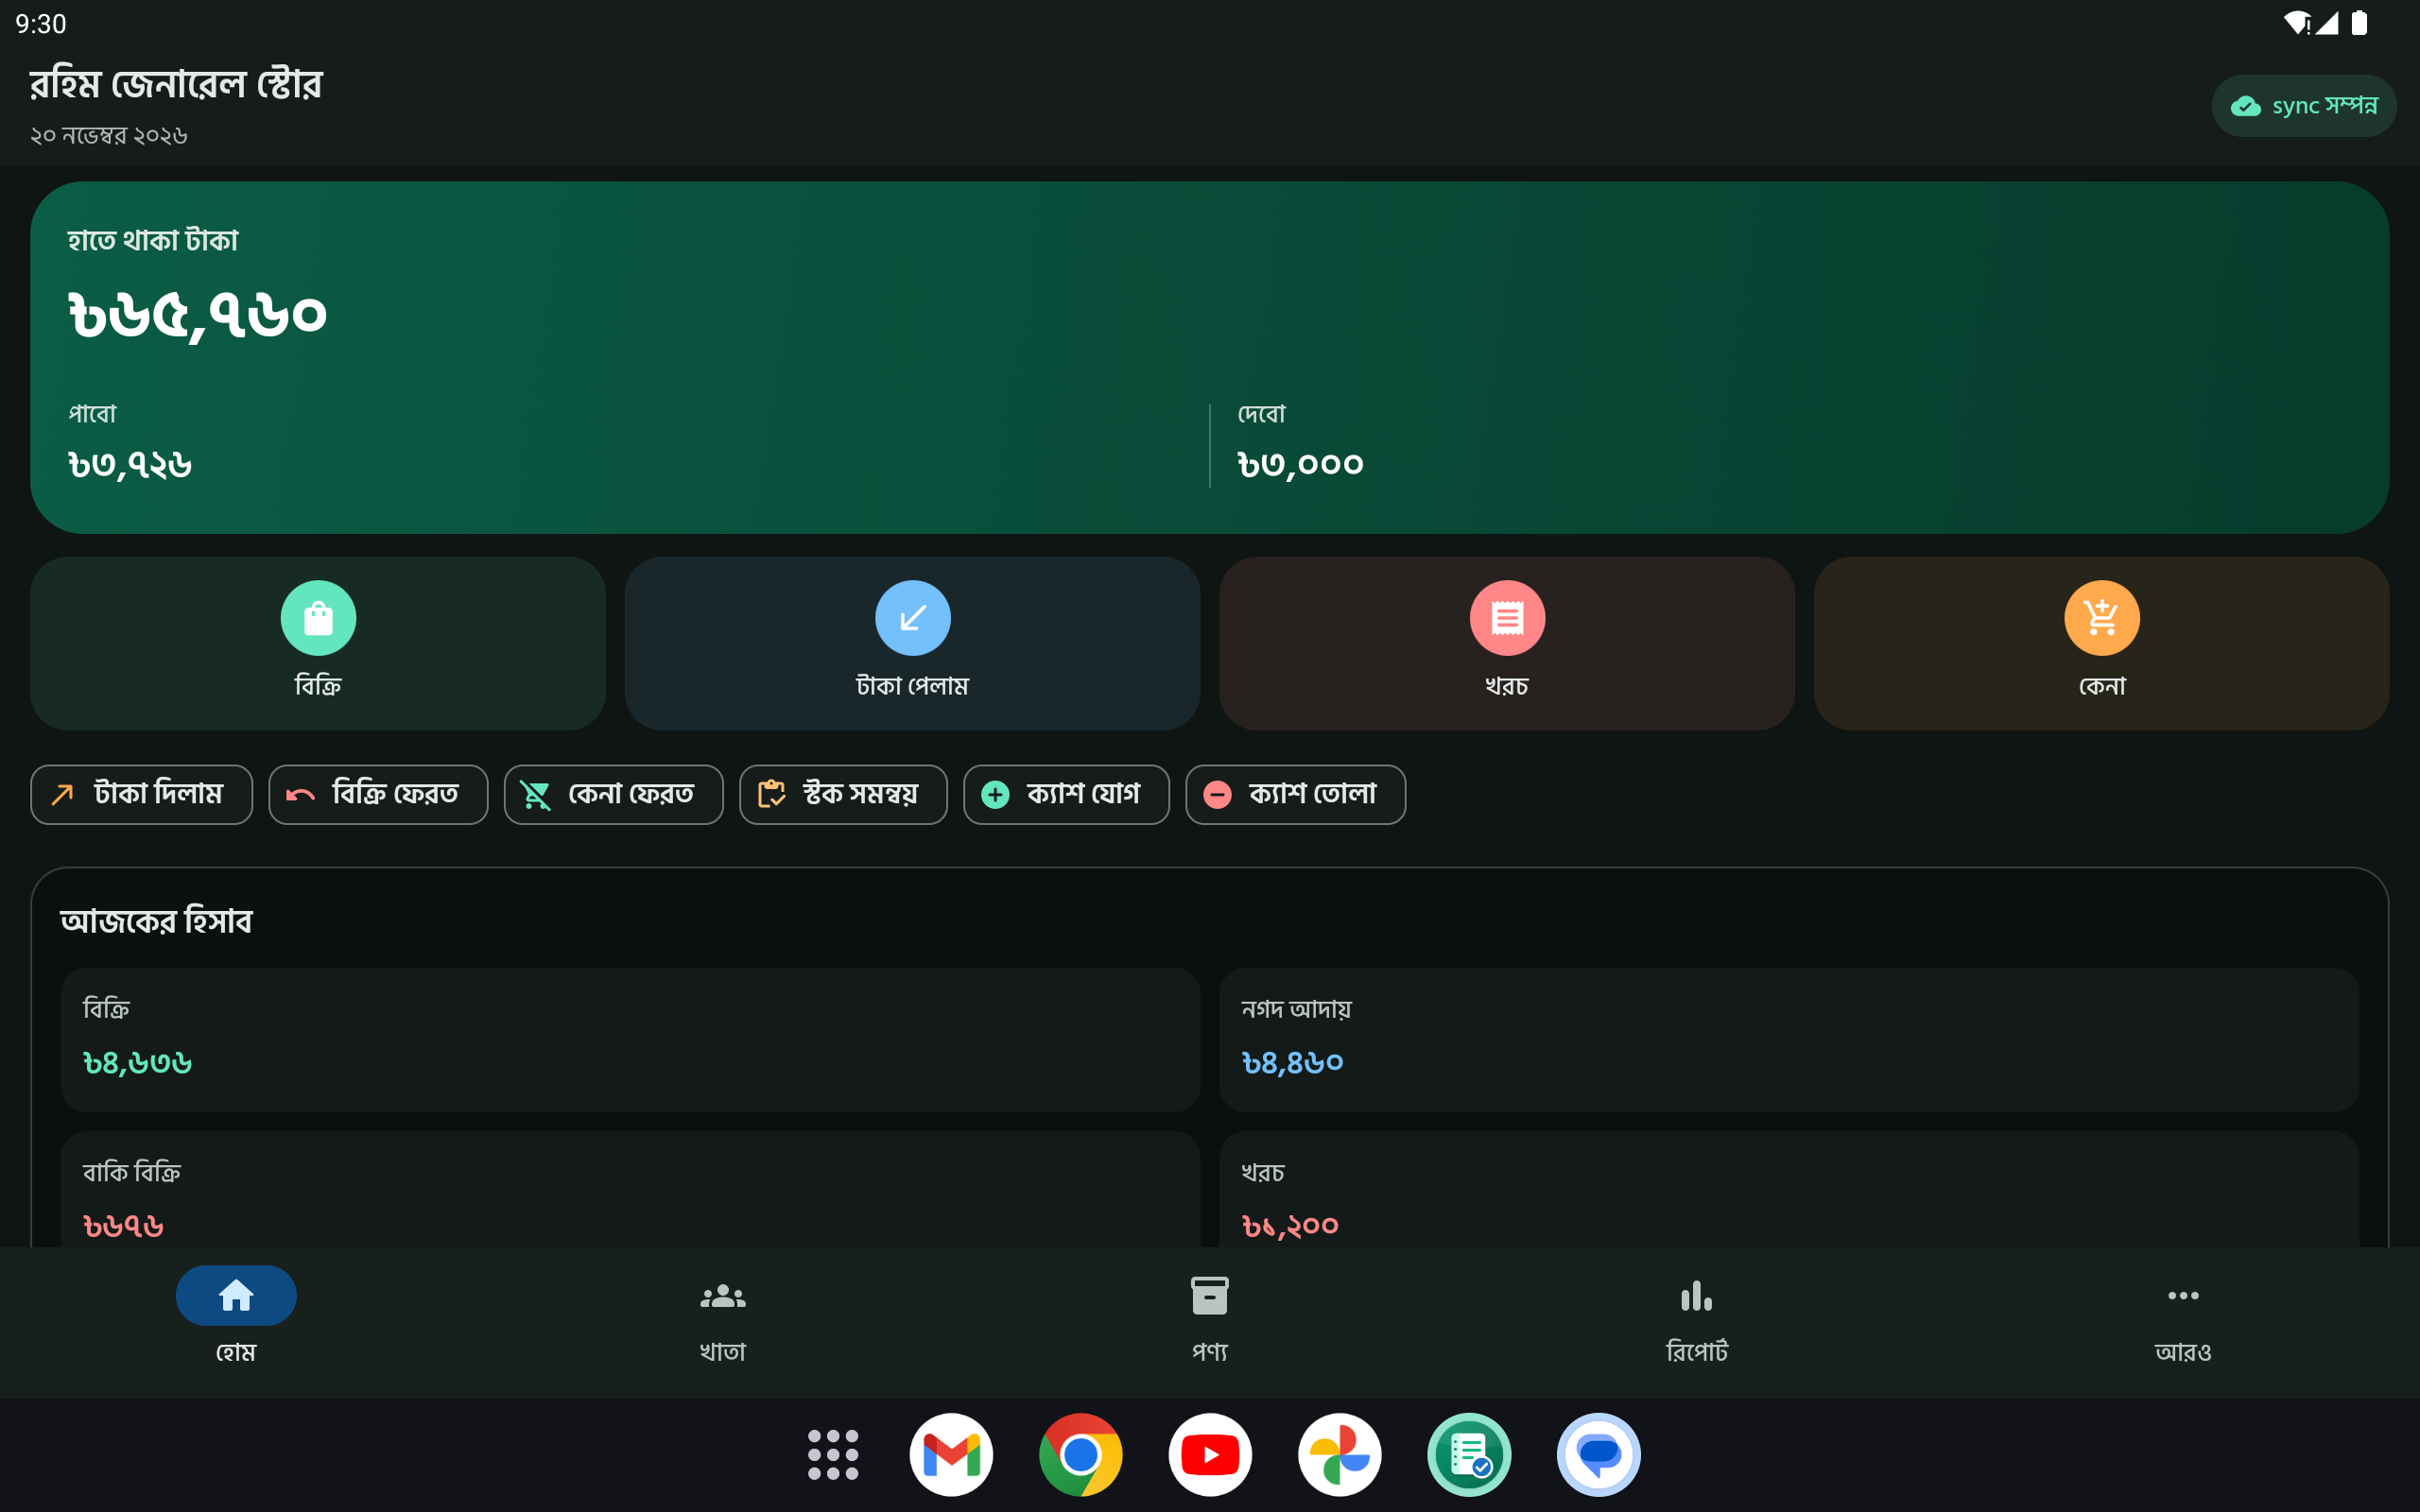 9:30
রহিম জেনারেল স্টোর
২০ নভেম্বর ২০২৬
sync সম্পন্ন
হাতে থাকা টাকা
৳৬৫,৭৬০
পাবো
দেবো
৳৩,৭২৬
৳৩,০০০
বিক্রি
টাকা পেলাম
খরচ
কেনা
টাকা দিলাম
বিক্রি ফেরত
কেনা ফেরত
স্টক সমন্বয়
ক্যাশ যোগ
ক্যাশ তোলা
আজকের হিসাব
বিক্রি
নগদ আদায়
৳৪,৬৩৬
৳৪,৪৬০
বাকি বিক্রি
খরচ
৳৬৭৬
৳১,২০০
হোম
খাতা
পণ্য
রিপোর্ট
আরও